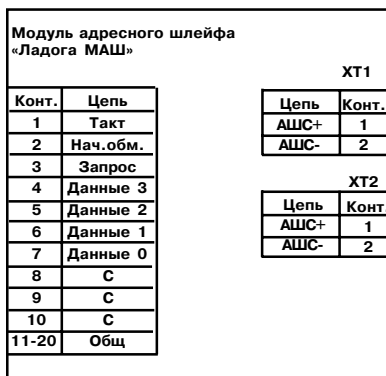 Модуль адресного шлейфа
«Ладога МАШ»
Конт. Цепь
1 Такт
2 Нач.обм.
3 Запрос
4 Данные 3
5 Данные 2
6 Данные 1
7 Данные 0
8 С
9 С
10 С
11-20 Общ
XT1
Цепь Конт.
АШС+ 1
АШС- 2
XT2
Цепь Конт.
АШС+ 1
АШС- 2